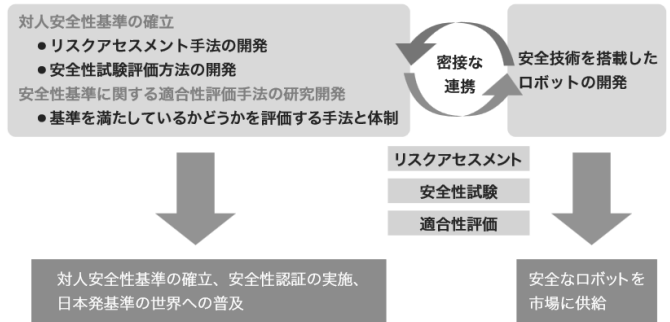 対人安全性基準の確立
●リスクアセスメント手法の開発
●安全性試験評価方法の開発
安全性基準に関する適合性評価手法の研究開発
●基準を満たしているかどうかを評価する手法と体制
密接な
連携
安全技術を搭載した
ロボットの開発
リスクアセスメント
安全性試験
適合性評価
対人安全性基準の確立、安全性認証の実施、
日本発基準の世界への普及
安全なロボットを
市場に供給